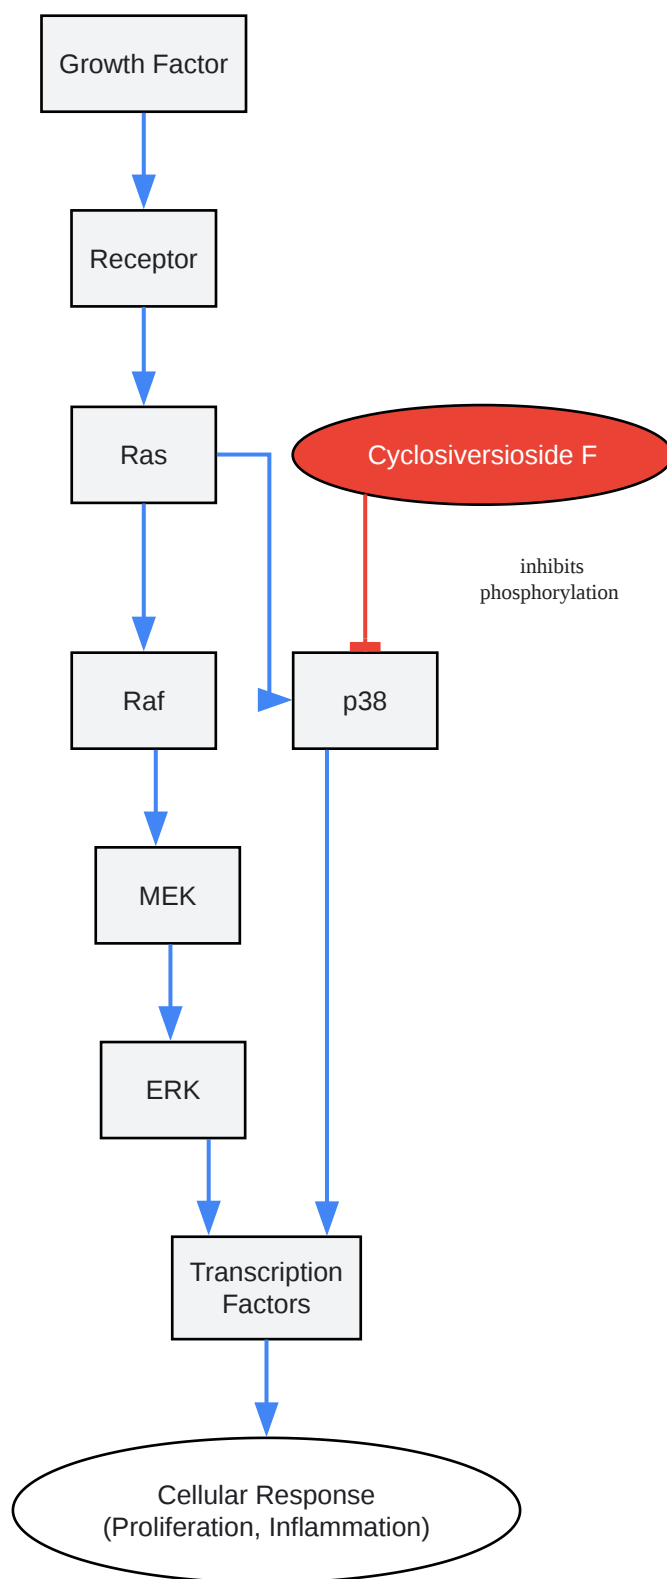 Growth Factor
Receptor
Ras
Cyclosiversioside F
inhibits
phosphorylation
Raf
p38
MEK
ERK
Transcription
Factors
Cellular Response
(Proliferation, Inflammation)